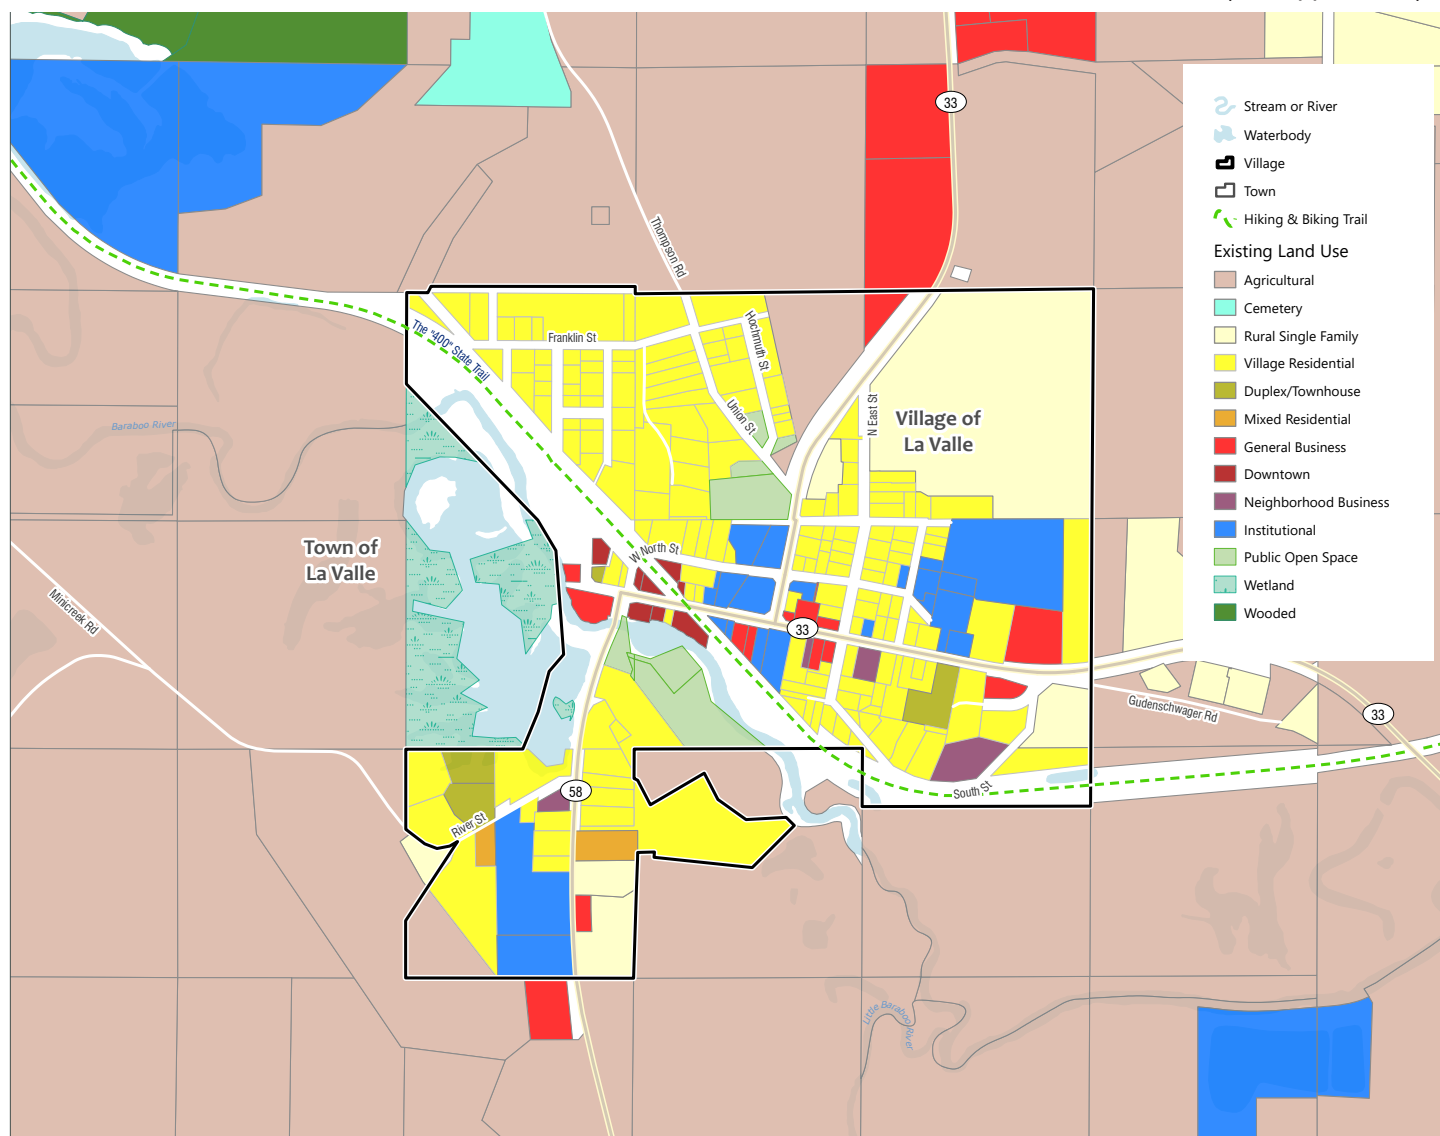 33
Stream or River
Waterbody
Village
Town
Hiking & Biking Trail
Existing Land Use
Agricultural
Cemetery
Rural Single Family
Village Residential
Duplex/Townhouse
Mixed Residential
General Business
Downtown
Neighborhood Business
Institutional
Public Open Space
Wetland
Wooded
Thompson Rd
The "400" State Trail
Franklin St
Hochmuth St
Union St
N East St
Village of
La Valle
Baraboo River
Town of
La Valle
W North St
Minicreek Rd
33
Gudenschwager Rd
33
58
South St
River St
Little Baraboo River